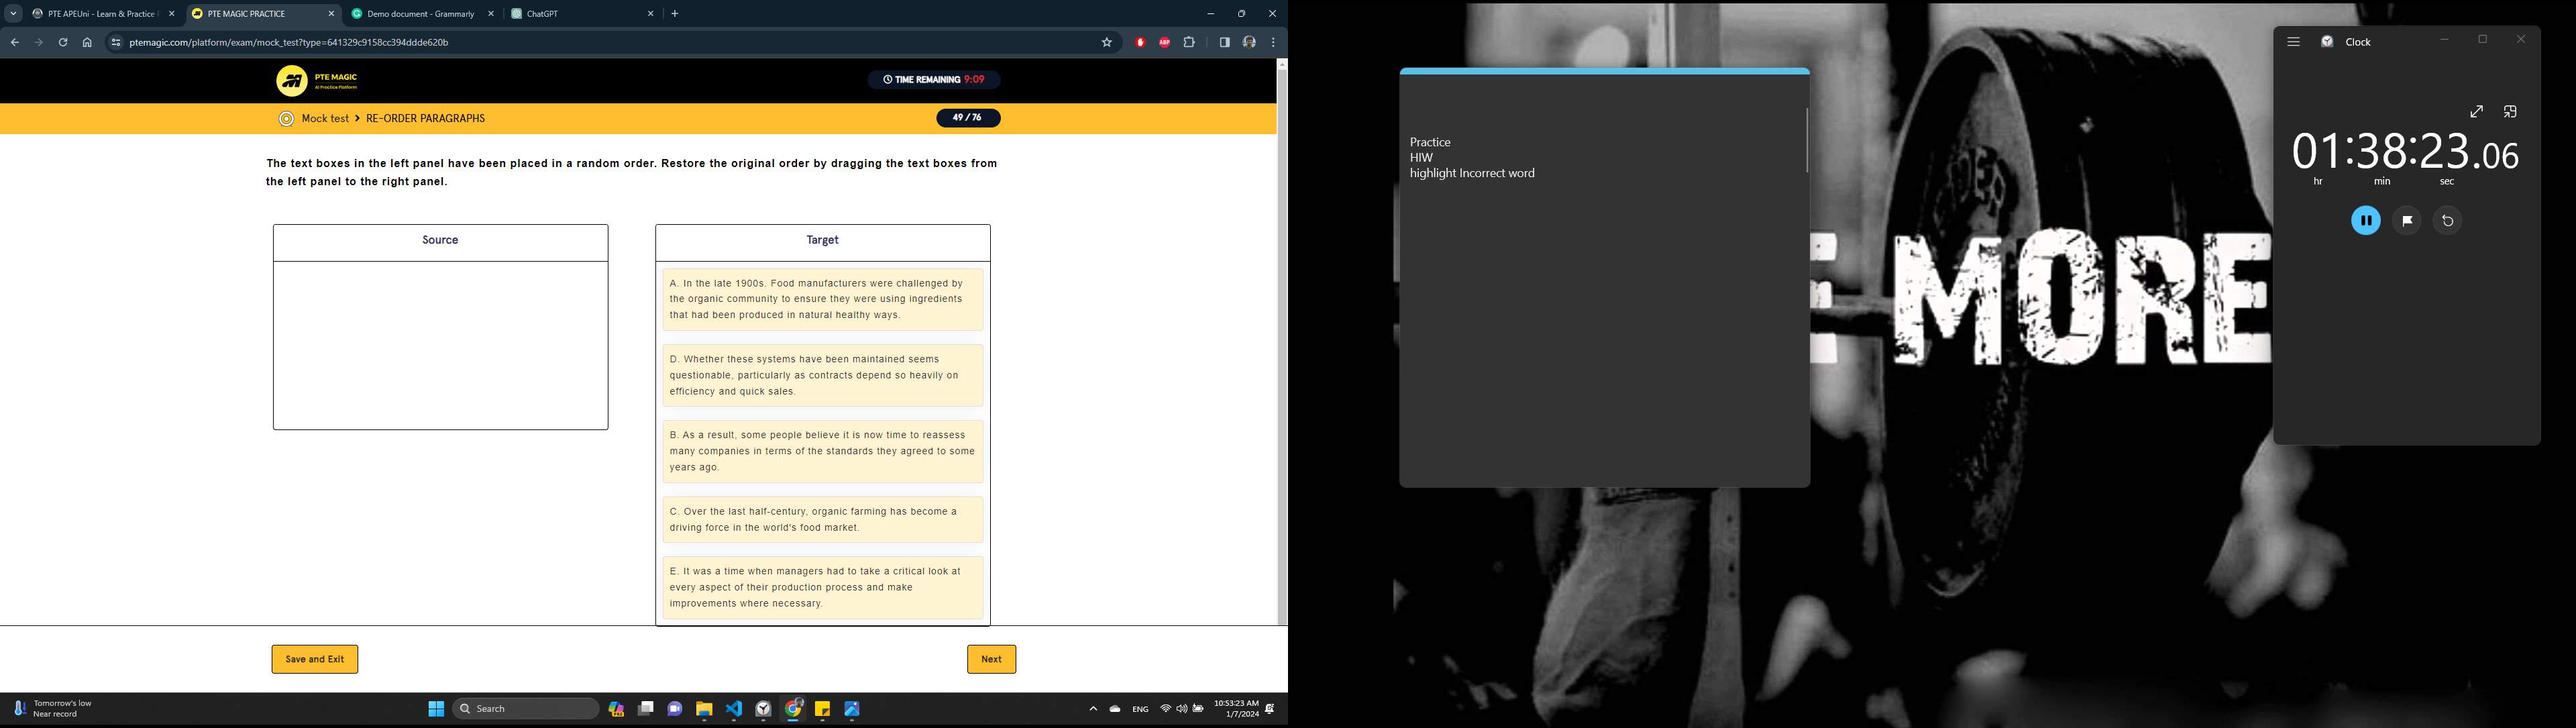 PTE APEUni - Learn & Practice
PTE MAGIC PRACTICE
Demo document - Grammarly
ChatGPT
ptemagic.com/platform/exam/mock_test?type=641329c9158cc394ddde620b
ABP
PTE MAGIC
AI Practice Platform
TIME REMAINING 9:09
Mock test > RE-ORDER PARAGRAPHS
49 / 76
The text boxes in the left panel have been placed in a random order. Restore the original order by dragging the text boxes from
the left panel to the right panel.
Source
Target
A. In the late 1900s. Food manufacturers were challenged by
the organic community to ensure they were using ingredients
that had been produced in natural healthy ways.
D. Whether these systems have been maintained seems
questionable, particularly as contracts depend so heavily on
efficiency and quick sales.
B. As a result, some people believe it is now time to reassess
many companies in terms of the standards they agreed to some
years ago.
C. Over the last half-century, organic farming has become a
driving force in the world's food market.
E. It was a time when managers had to take a critical look at
every aspect of their production process and make
improvements where necessary.
Save and Exit
Next
Tomorrow's low
Near record
Search
ENG
10:53:23 AM
1/7/2024
Practice
HIW
highlight Incorrect word
MORE
Clock
01:38:23.06
hr
min
sec